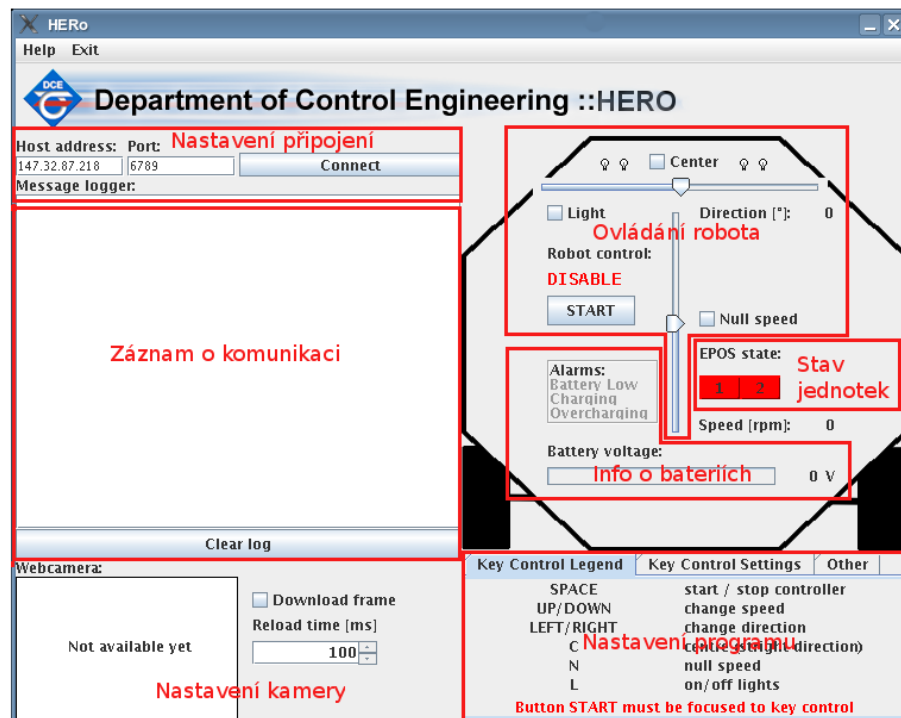 HERo
Help Exit
DCE
Department of Control Engineering ::HERO
Nastavení připojení
Host address: Port:
147.32.87.218 6789 Connect
Message logger:
Záznam o komunikaci
Clear log
Center
Light Direction [°]: 0
Ovládání robota
Robot control:
DISABLE
START
Null speed
EPOS state:
1 2
Stav
jednotek
Alarms:
Battery Low
Charging
Overcharging
Speed [rpm]: 0
Battery voltage:
Info o bateriích
0 V
Webcamera:
Not available yet
Download frame
Reload time [ms]
100
Nastavení kamery
Key Control Legend Key Control Settings Other
SPACE start / stop controller
UP/DOWN change speed
LEFT/RIGHT change direction
C centre (stright direction)
Nastavení programu
N null speed
L on/off lights
Button START must be focused to key control